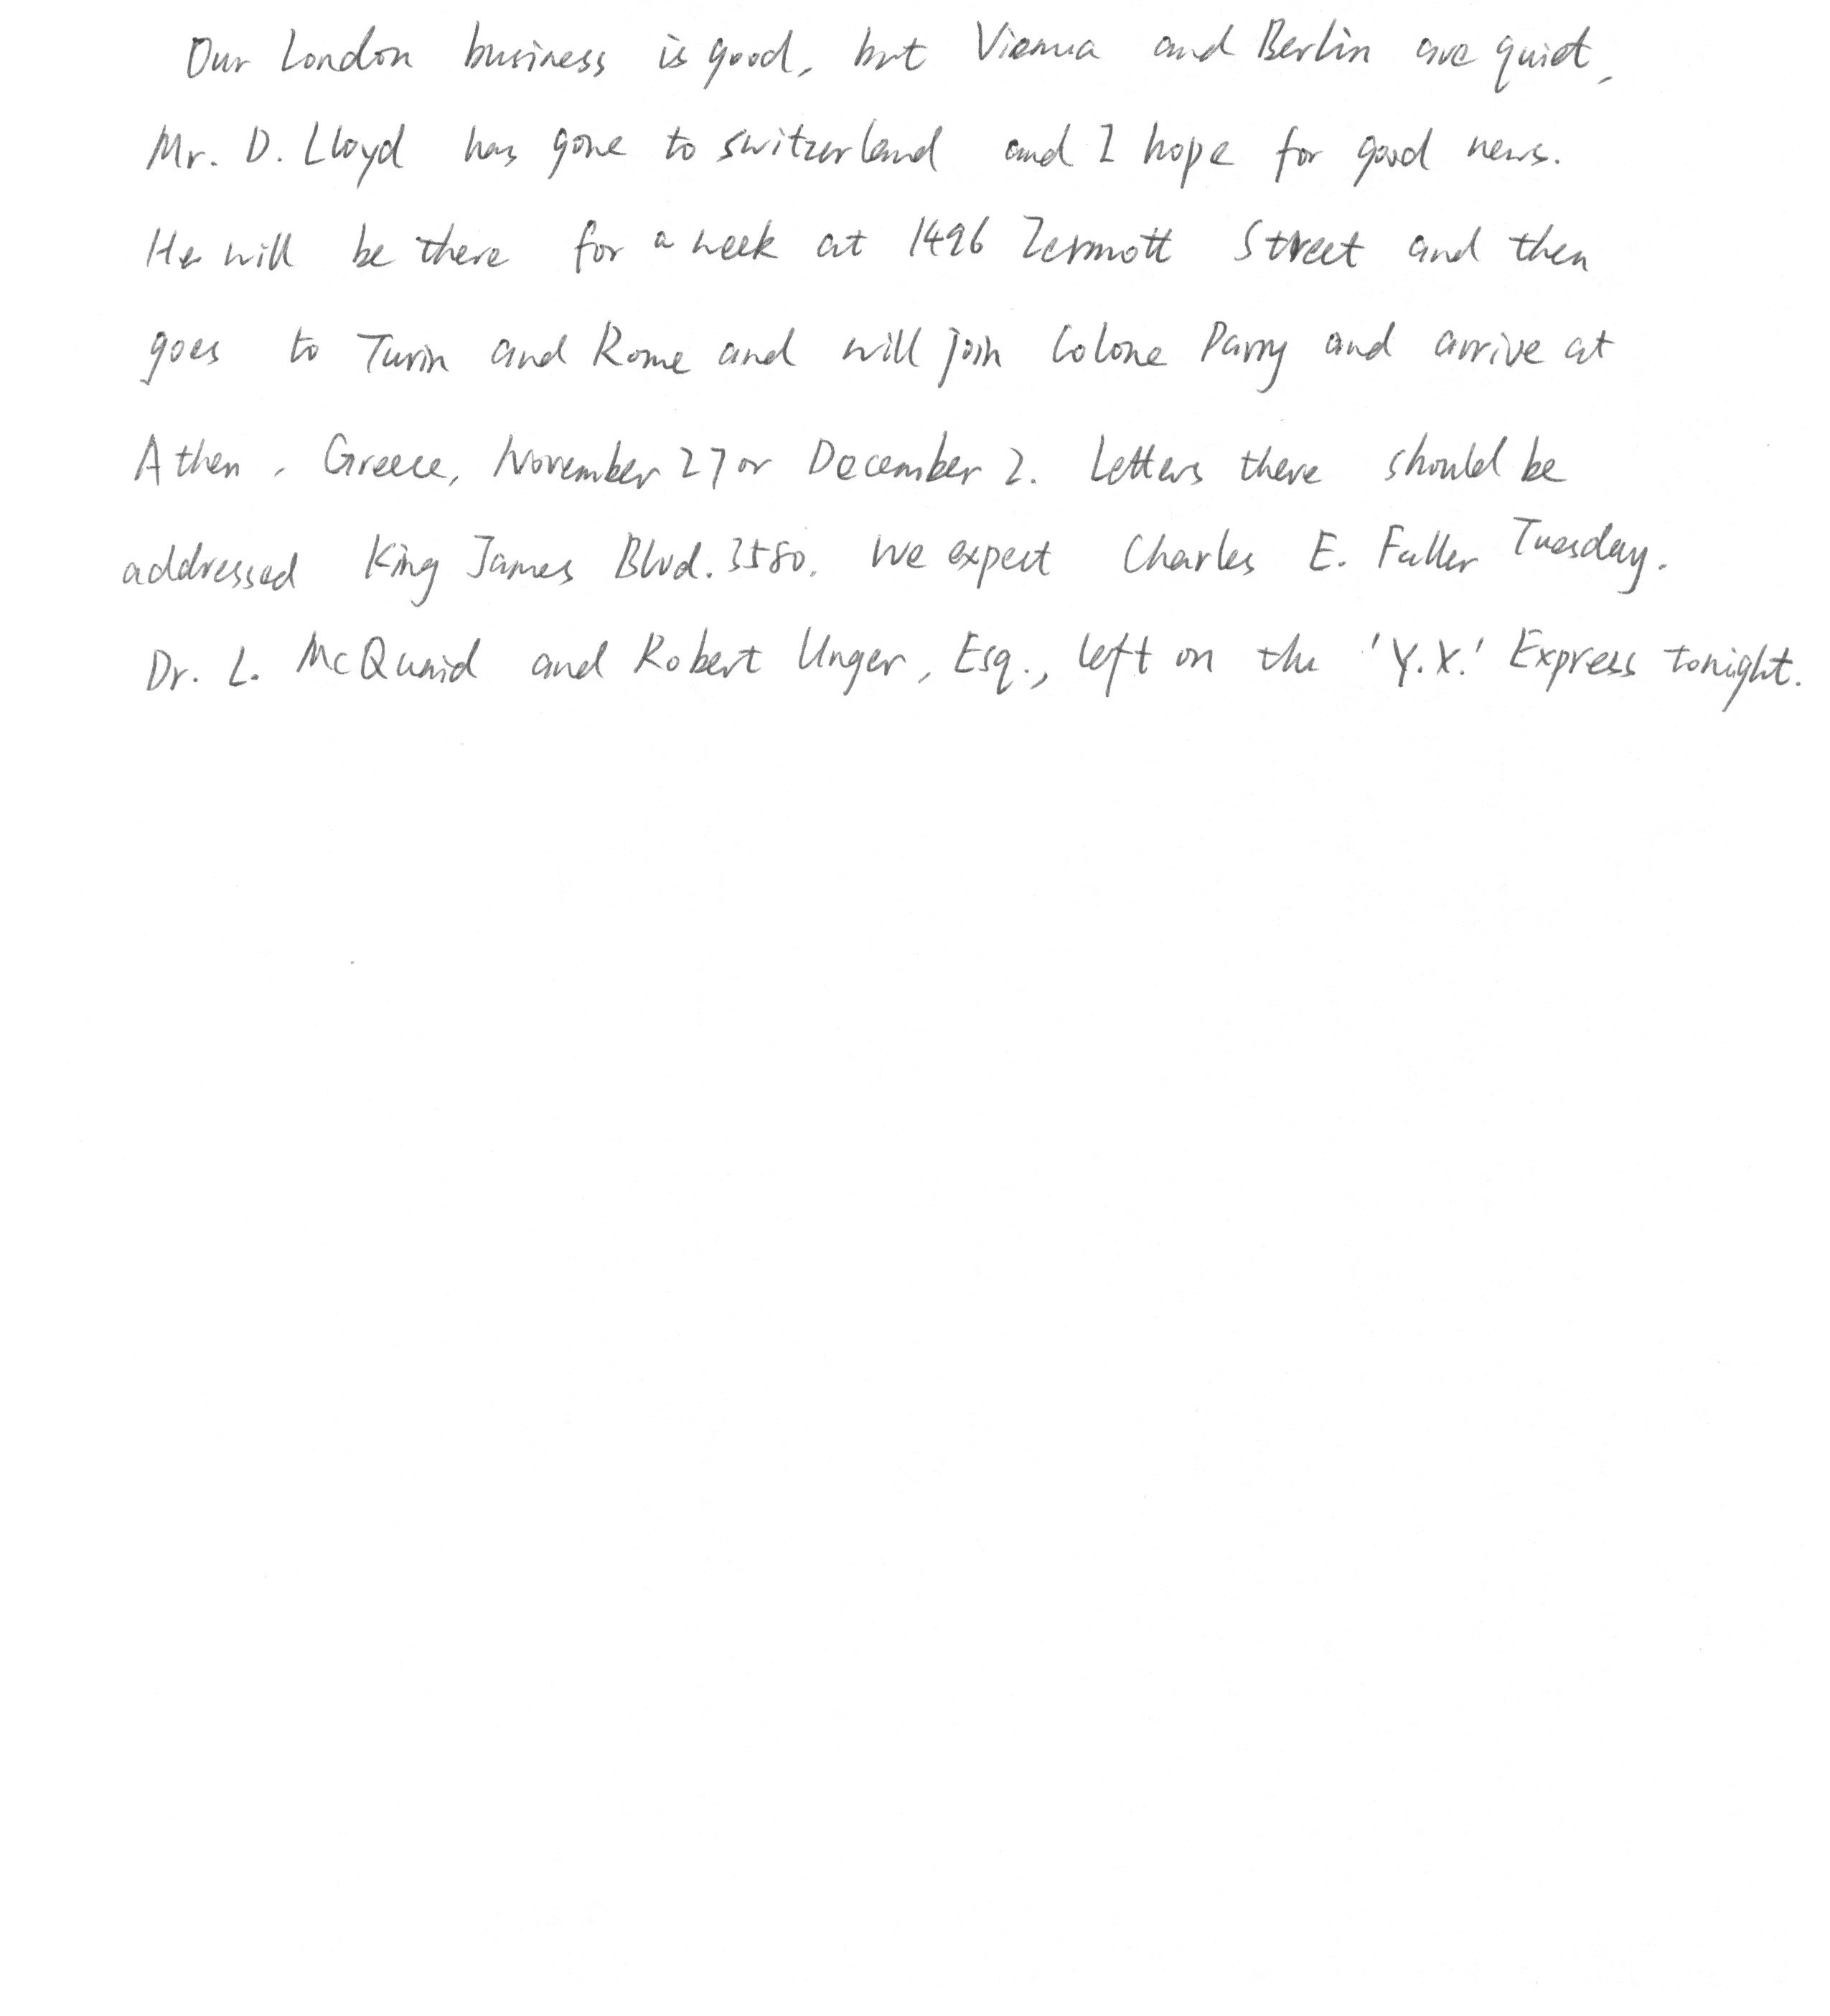 Our London business is good, but Vienna and Berlin are quiet,
Mr. D. Lloyd has gone to switzerland and I hope for good news.
He will be there for a week at 1496 Zermott Street and then
goes to Turin and Rome and will join Colone Parry and arrive at
Athen, Greece, November 27 or December 2. Letters there should be
addressed King James Blvd. 3580. We expect Charles E. Fuller Tuesday.
Dr. L. McQuaid and Robert Unger, Esq., left on the 'Y.X.' Express tonight.